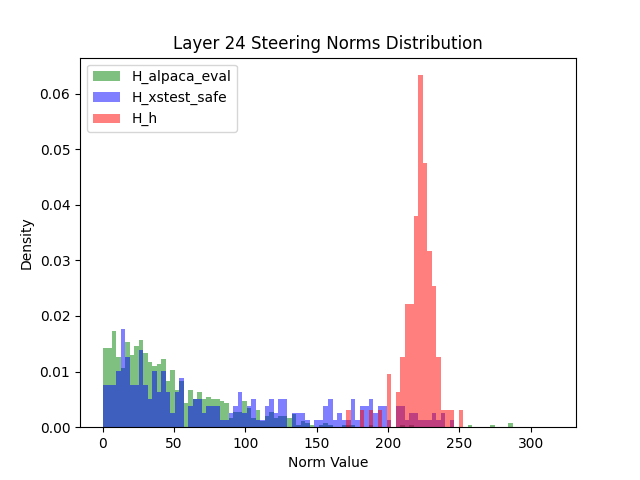 Layer 24 Steering Norms Distribution
H_alpaca_eval
H_xstest_safe
H_h
Density
0.06
0.05
0.04
0.03
0.02
0.01
0.00
0 50 100 150 200 250 300
Norm Value